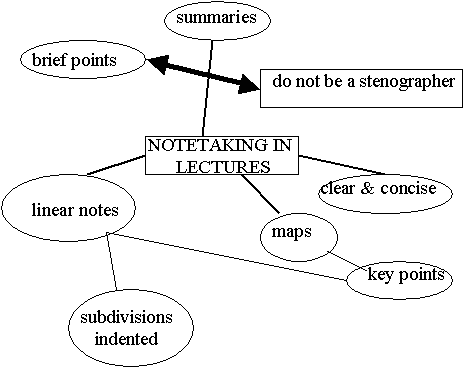 summaries
brief points
do not be a stenographer
NOTETAKING IN
LECTURES
clear & concise
linear notes
maps
key points
subdivisions
indented